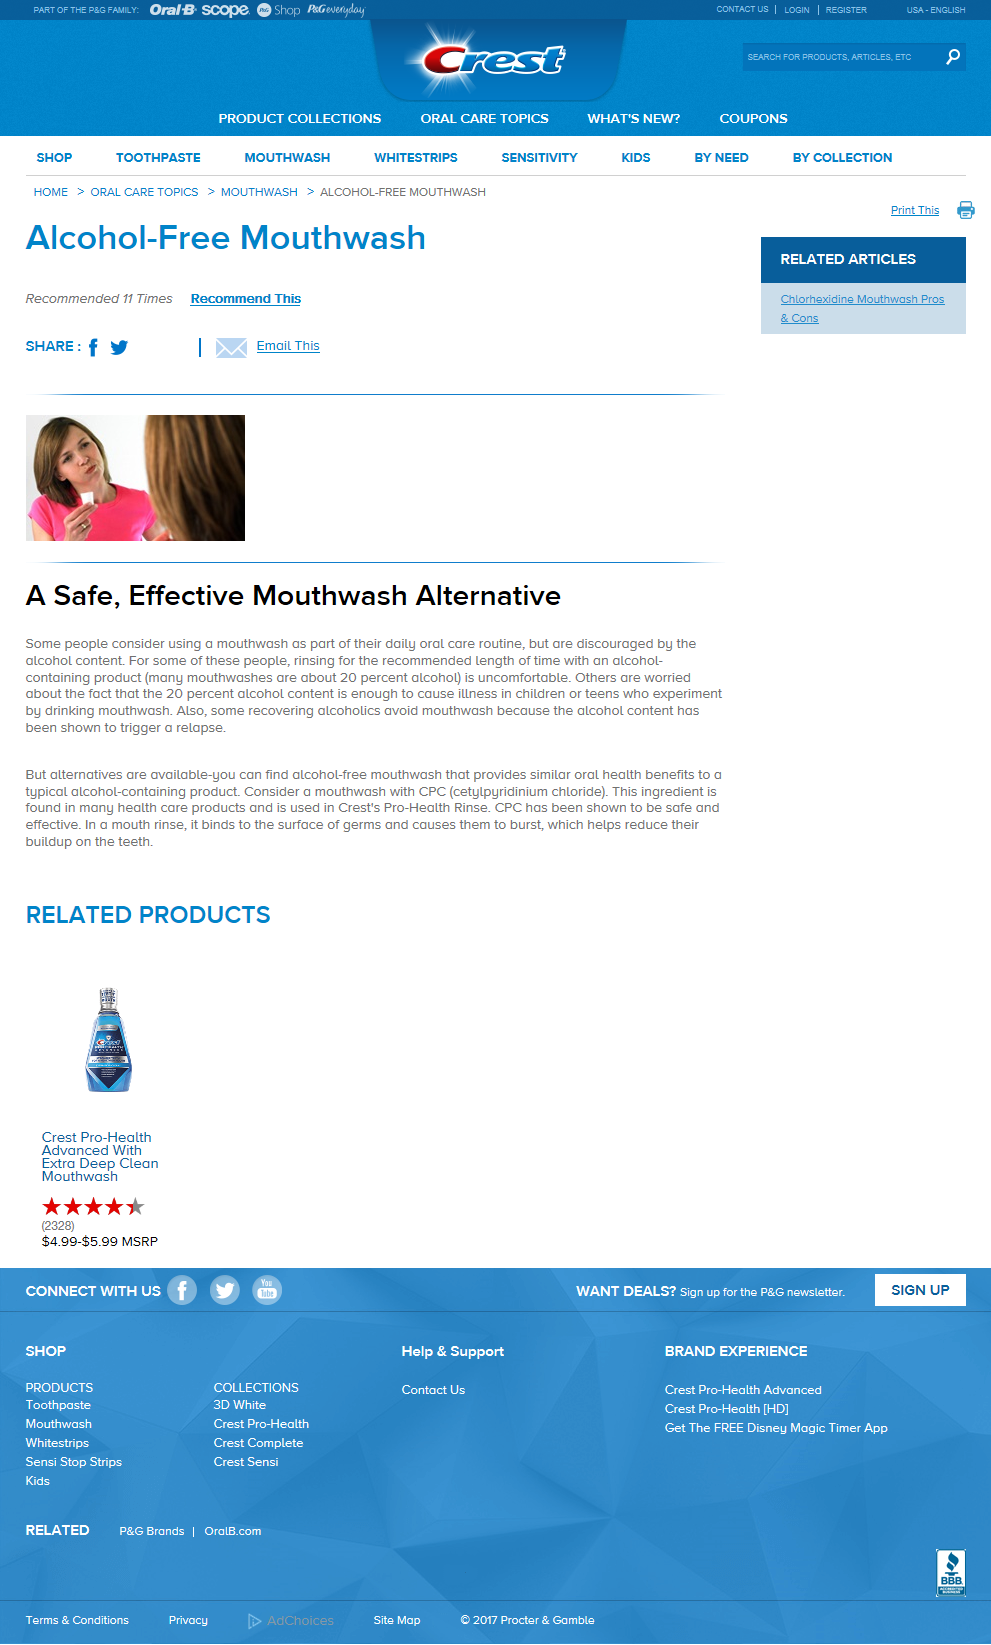 PART OF THE P&G FAMILY: Oral-B scope P&G Shop P&G everyday
CONTACT US | LOGIN | REGISTER USA - ENGLISH
Crest
SEARCH FOR PRODUCTS, ARTICLES, ETC
PRODUCT COLLECTIONS ORAL CARE TOPICS WHAT'S NEW? COUPONS
SHOP TOOTHPASTE MOUTHWASH WHITESTRIPS SENSITIVITY KIDS BY NEED BY COLLECTION
HOME > ORAL CARE TOPICS > MOUTHWASH > ALCOHOL-FREE MOUTHWASH
Print This
Alcohol-Free Mouthwash
RELATED ARTICLES
Chlorhexidine Mouthwash Pros
& Cons
Recommended 11 Times Recommend This
SHARE : | Email This
A Safe, Effective Mouthwash Alternative
Some people consider using a mouthwash as part of their daily oral care routine, but are discouraged by the
alcohol content. For some of these people, rinsing for the recommended length of time with an alcohol-
containing product (many mouthwashes are about 20 percent alcohol) is uncomfortable. Others are worried
about the fact that the 20 percent alcohol content is enough to cause illness in children or teens who experiment
by drinking mouthwash. Also, some recovering alcoholics avoid mouthwash because the alcohol content has
been shown to trigger a relapse.
But alternatives are available-you can find alcohol-free mouthwash that provides similar oral health benefits to a
typical alcohol-containing product. Consider a mouthwash with CPC (cetylpyridinium chloride). This ingredient is
found in many health care products and is used in Crest's Pro-Health Rinse. CPC has been shown to be safe and
effective. In a mouth rinse, it binds to the surface of germs and causes them to burst, which helps reduce their
buildup on the teeth.
RELATED PRODUCTS
Crest
Crest Pro-Health
Advanced With
Extra Deep Clean
Mouthwash
(2328)
$4.99-$5.99 MSRP
CONNECT WITH US You Tube
WANT DEALS? Sign up for the P&G newsletter. SIGN UP
SHOP
PRODUCTS
Toothpaste
Mouthwash
Whitestrips
Sensi Stop Strips
Kids
COLLECTIONS
3D White
Crest Pro-Health
Crest Complete
Crest Sensi
Help & Support
Contact Us
BRAND EXPERIENCE
Crest Pro-Health Advanced
Crest Pro-Health [HD]
Get The FREE Disney Magic Timer App
RELATED P&G Brands | OralB.com
BBB
ACCREDITED
BUSINESS
Terms & Conditions Privacy AdChoices Site Map © 2017 Procter & Gamble